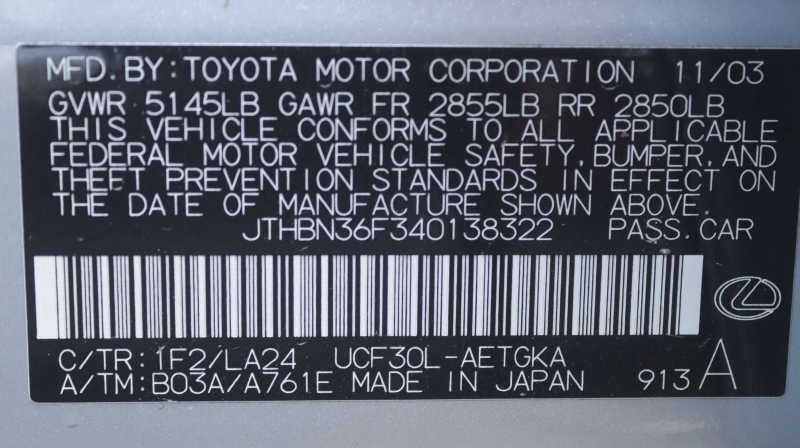 MFD.BY:TOYOTA MOTOR CORPORATION 11/03
GVWR 5145LB GAWR FR 2855LB RR 2850LB
THIS VEHICLE CONFORMS TO ALL APPLICABLE
FEDERAL MOTOR VEHICLE SAFETY, BUMPER, AND
THEFT PREVENTION STANDARDS IN EFFECT ON
THE DATE OF MANUFACTURE SHOWN ABOVE.
JTHBN36F340138322 PASS.CAR
C/TR:1F2/LA24 UCF30L-AETGKA
A/TM:B03A/A761E MADE IN JAPAN 913 A